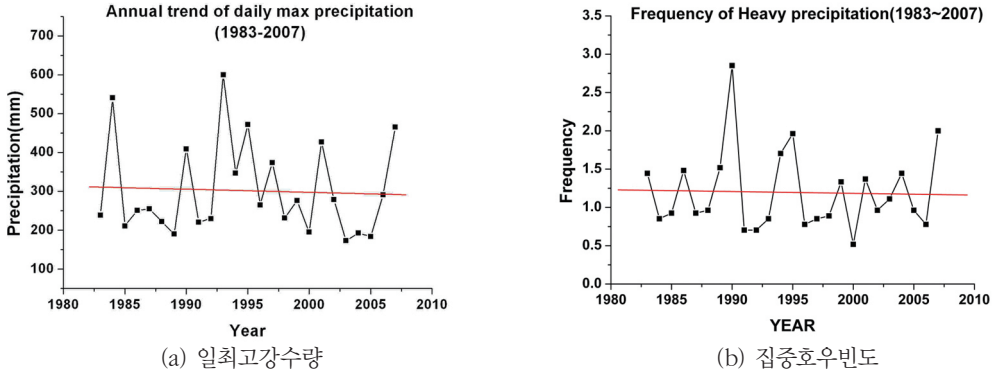 Annual trend of daily max precipitation
(1983-2007)
Precipitation(mm)
700
600
500
400
300
200
100
1980 1985 1990 1995 2000 2005 2010
Year
(a) 일최고강수량
Frequency of Heavy precipitation(1983~2007)
Frequency
3.5
3.0
2.5
2.0
1.5
1.0
0.5
0.0
1980 1985 1990 1995 2000 2005 2010
YEAR
(b) 집중호우빈도